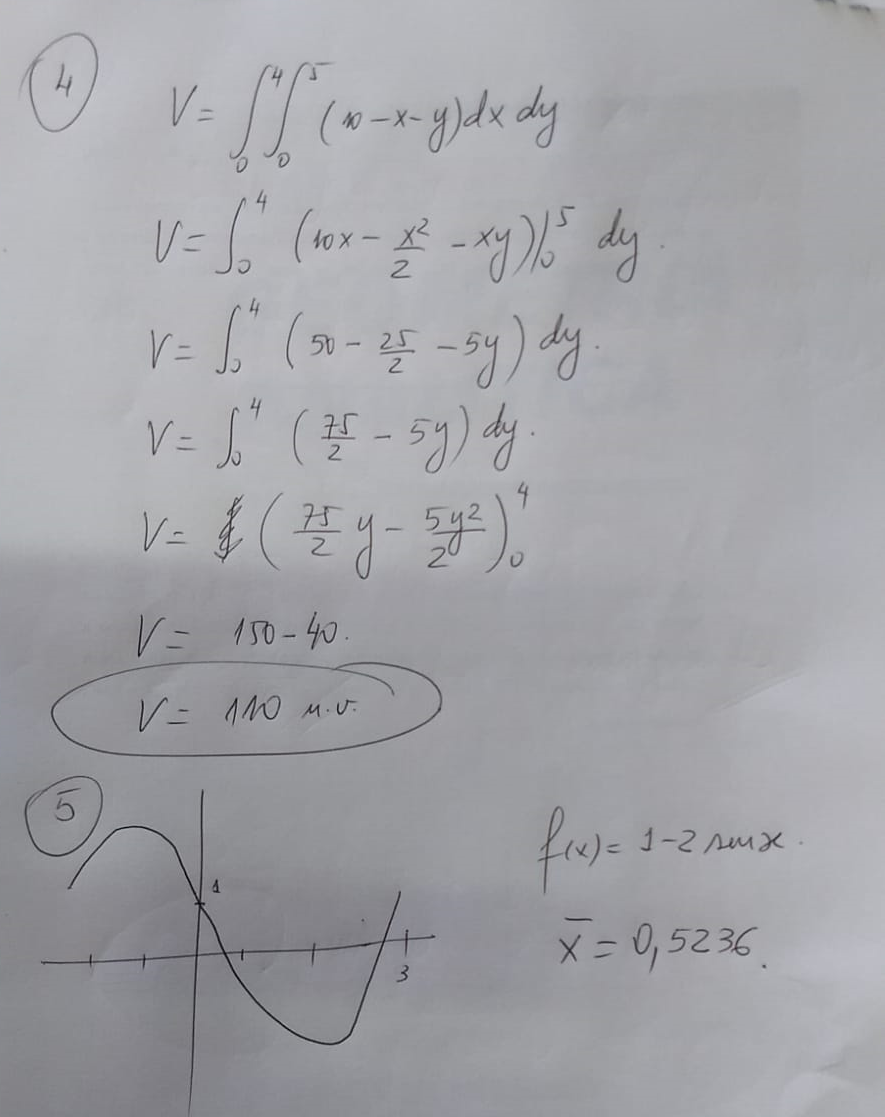 4
V = ∫₀⁴ ∫₀⁵ (10 - x - y) dx dy
V = ∫₀⁴ (10x - x²/2 - xy)|₀⁵ dy.
V = ∫₀⁴ (50 - 25/2 - 5y) dy.
V = ∫₀⁴ (75/2 - 5y) dy.
V = (75/2 y - 5y²/2)₀⁴
V = 150 - 40.
V = 110 u.v.
5
f(x) = 1 - 2 sen x.
1
x̄ = 0,5236.
3